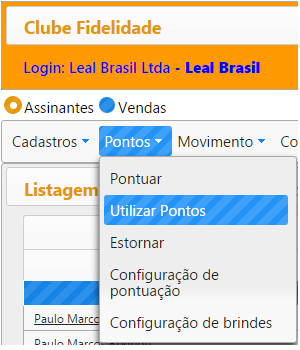 Clube Fidelidade
Login: Leal Brasil Ltda - Leal Brasil
Assinantes Vendas
Cadastros Pontos Movimento Co
Listagem
Pontuar
Utilizar Pontos
Estornar
Configuração de
pontuação
Configuração de brindes
Paulo Marco